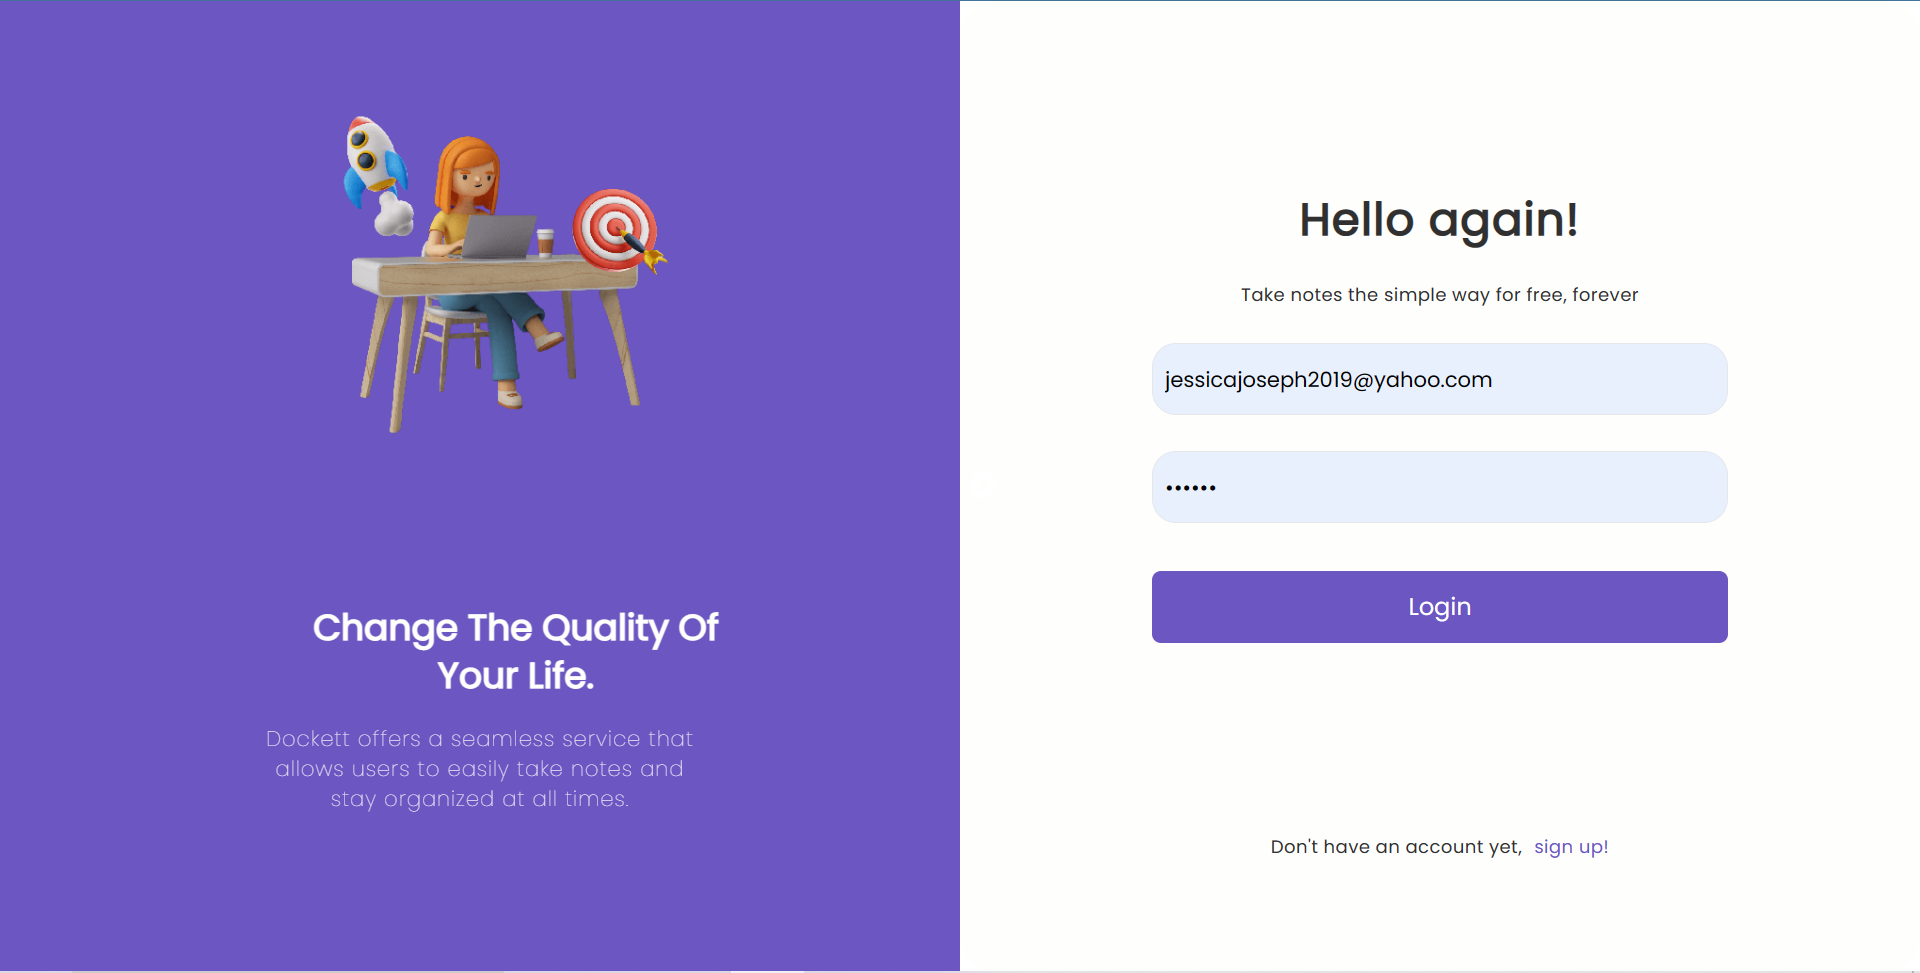 Change The Quality Of
Your Life.
Dockett offers a seamless service that
allows users to easily take notes and
stay organized at all times.
Hello again!
Take notes the simple way for free, forever
jessicajoseph2019@yahoo.com
••••••
Login
Don't have an account yet, sign up!